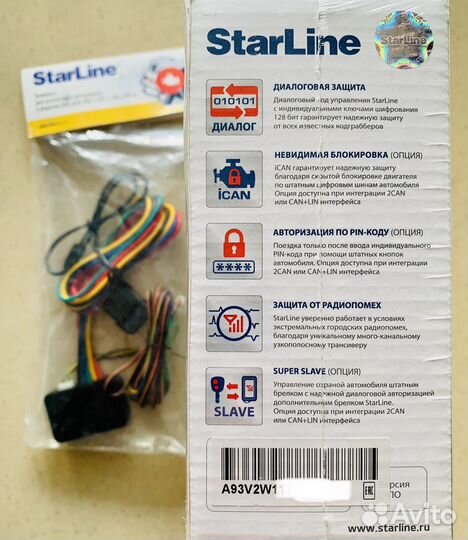 StarLine
StarLine
StarLine
ДИАЛОГОВАЯ ЗАЩИТА
Диалоговый код управления StarLine
с индивидуальными ключами шифрования
128 бит гарантирует надежную защиту
от всех известных кодграбберов
010101
ДИАЛОГ
НЕВИДИМАЯ БЛОКИРОВКА (ОПЦИЯ)
iCAN гарантирует надежную защиту
благодаря скрытой блокировке двигателя
по штатным цифровым шинам автомобиля
Опция доступна при интеграции 2CAN
или CAN+LIN интерфейса
iCAN
АВТОРИЗАЦИЯ ПО PIN-КОДУ (ОПЦИЯ)
Поездка только после ввода индивидуального
PIN-кода при помощи штатных кнопок
автомобиля. Опция доступна при интеграции
2CAN или CAN+LIN интерфейса
****
ЗАЩИТА ОТ РАДИОПОМЕХ
StarLine уверенно работает в условиях
экстремальных городских радиопомех,
благодаря уникальному много-канальному
узкополосному трансиверу
SUPER SLAVE (ОПЦИЯ)
Управление охраной автомобиля штатным
брелком с надежной диалоговой авторизацией
дополнительным брелком StarLine.
Опция доступна при интеграции 2CAN
или CAN+LIN интерфейса
SLAVE
A93V2W11
EAC
ерсия
ПО
www.starline.ru
Avito